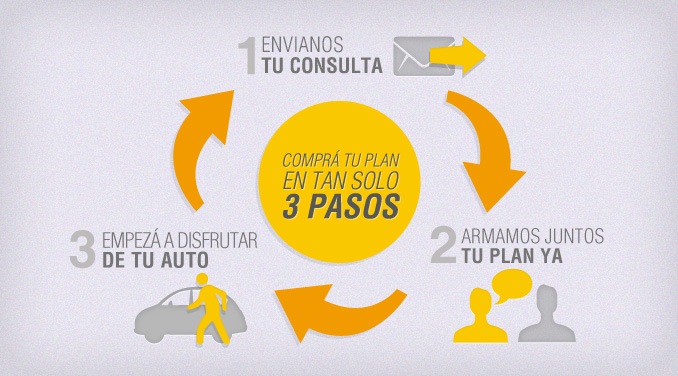 1 ENVIANOS
TU CONSULTA
COMPRÁ TU PLAN
EN TAN SOLO
3 PASOS
2 ARMAMOS JUNTOS
TU PLAN YA
3 EMPEZÁ A DISFRUTAR
DE TU AUTO